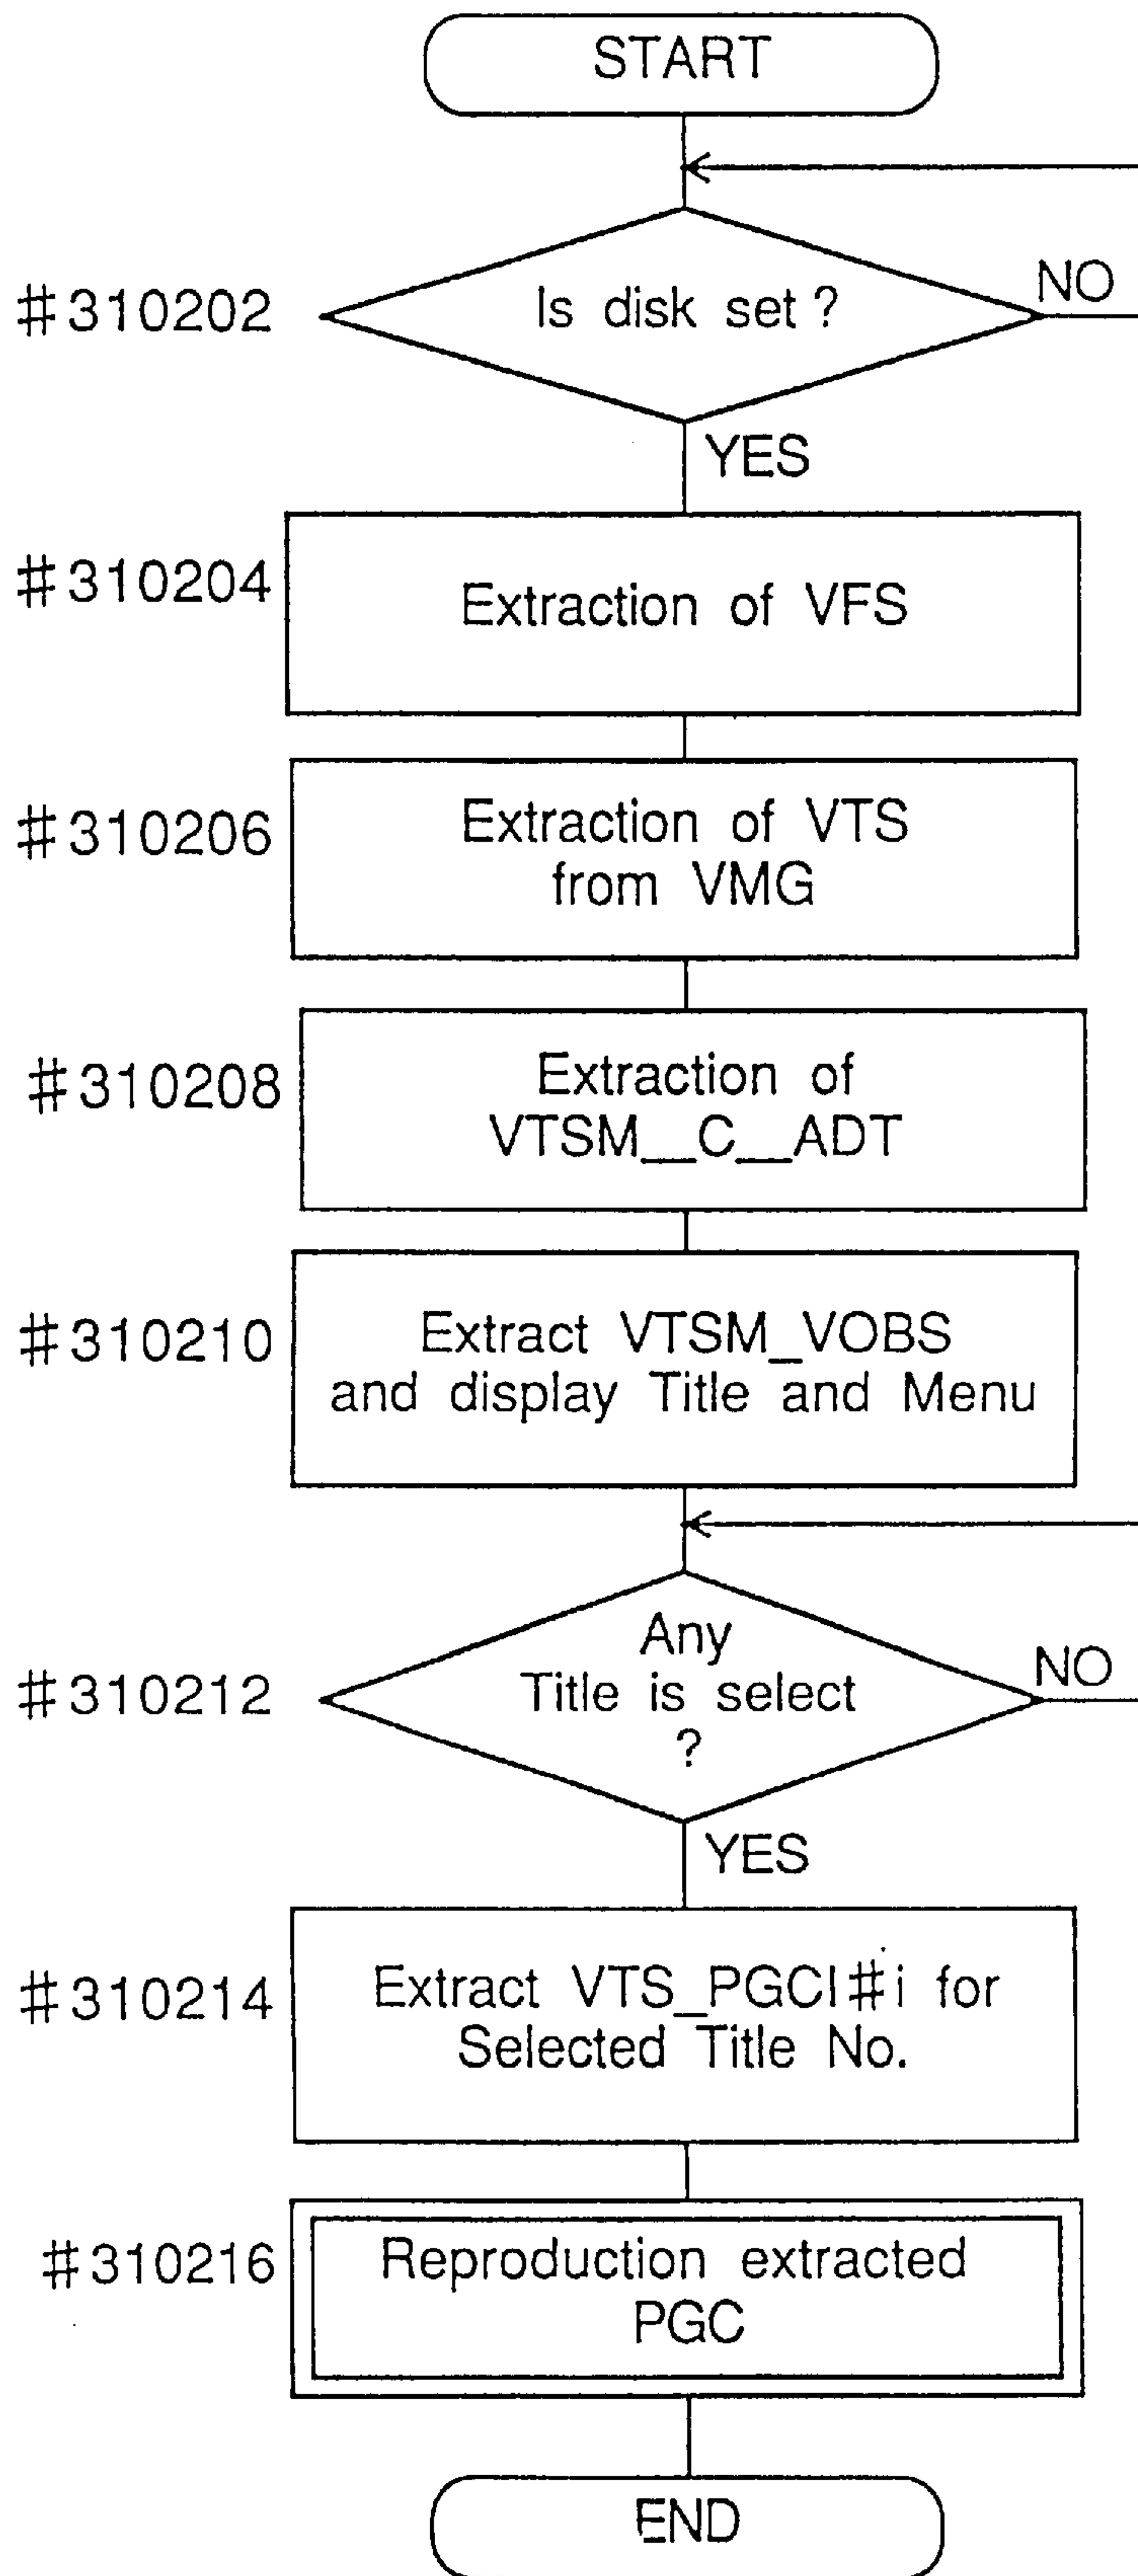 START
#310202
Is disk set ?
NO
YES
#310204
Extraction of VFS
#310206
Extraction of VTS
from VMG
#310208
Extraction of
VTSM__C__ADT
#310210
Extract VTSM_VOBS
and display Title and Menu
#310212
Any
Title is select
?
NO
YES
#310214
Extract VTS_PGCI#i for
Selected Title No.
#310216
Reproduction extracted
PGC
END